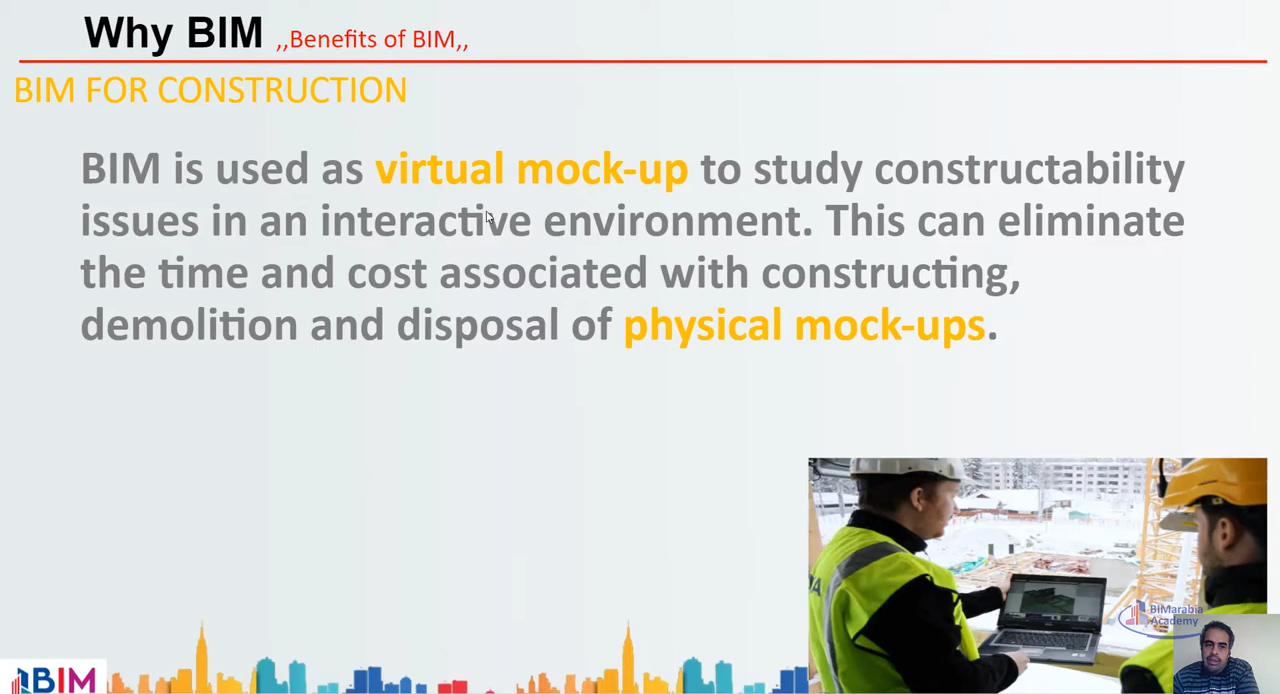 Why BIM ,,Benefits of BIM,,
BIM FOR CONSTRUCTION
BIM is used as virtual mock-up to study constructability
issues in an interactive environment. This can eliminate
the time and cost associated with constructing,
demolition and disposal of physical mock-ups.
BIMarabia
Academy
BIM